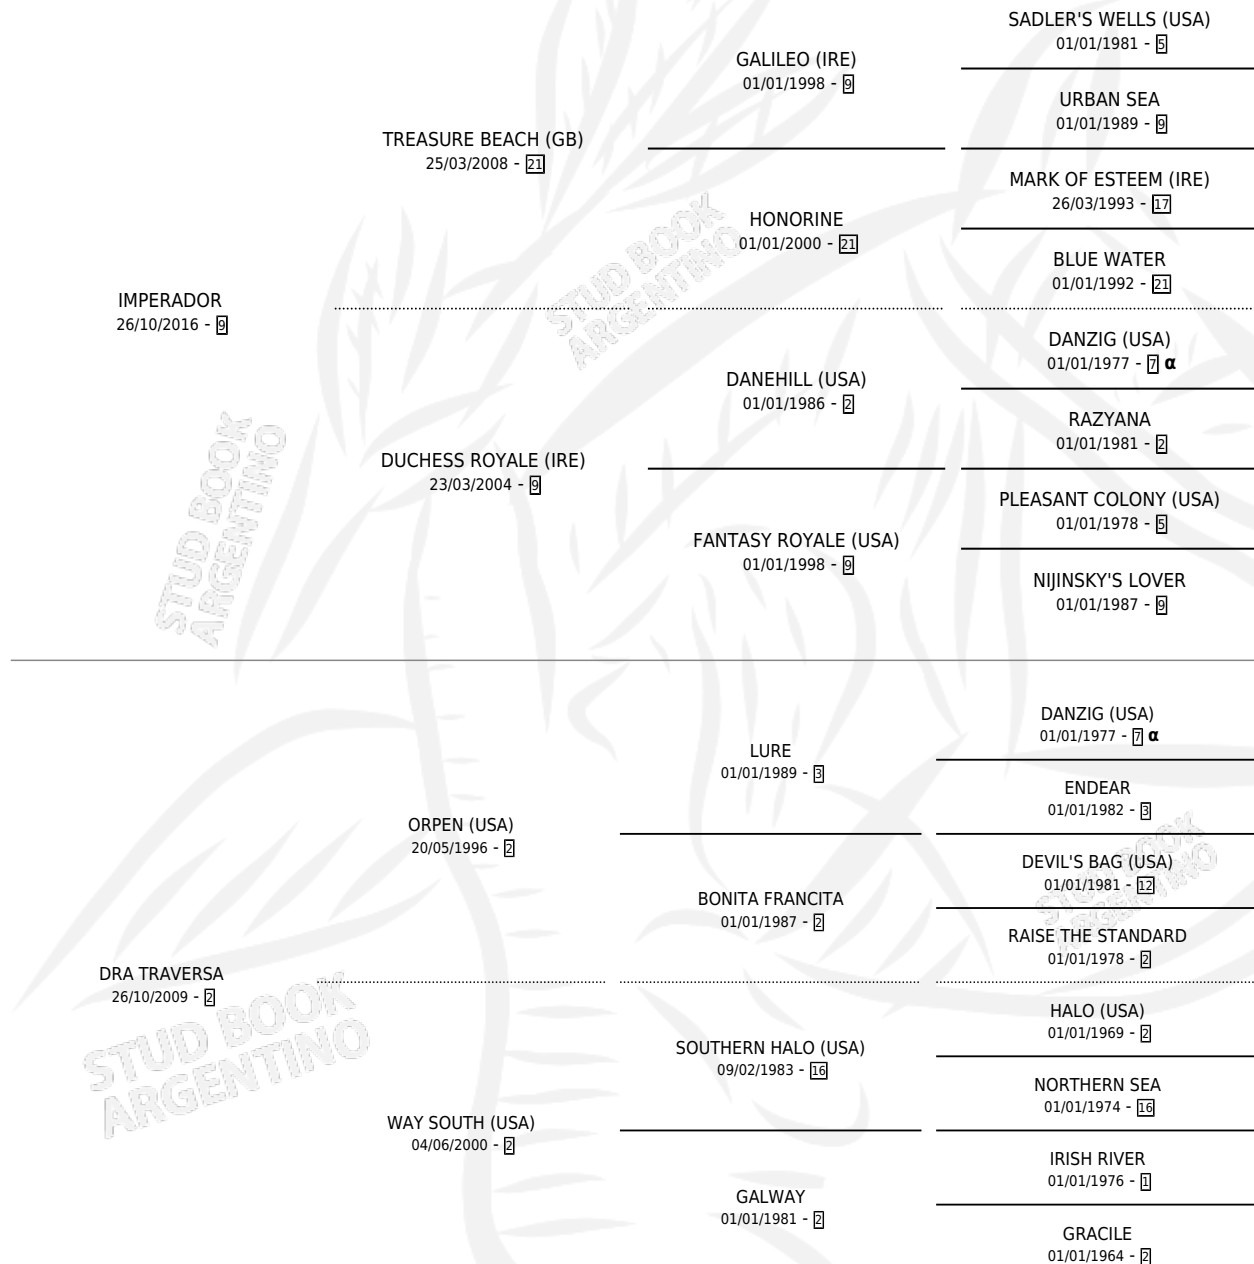 SADLER'S WELLS (USA)
01/01/1981 - 5
GALILEO (IRE)
01/01/1998 - 9
URBAN SEA
01/01/1989 - 9
TREASURE BEACH (GB)
25/03/2008 - 21
MARK OF ESTEEM (IRE)
26/03/1993 - 17
HONORINE
01/01/2000 - 21
BLUE WATER
01/01/1992 - 21
IMPERADOR
26/10/2016 - 9
DANZIG (USA)
01/01/1977 - 7 α
DANEHILL (USA)
01/01/1986 - 2
RAZYANA
01/01/1981 - 2
DUCHESS ROYALE (IRE)
23/03/2004 - 9
PLEASANT COLONY (USA)
01/01/1978 - 5
FANTASY ROYALE (USA)
01/01/1998 - 9
NIJINSKY'S LOVER
01/01/1987 - 9
DANZIG (USA)
01/01/1977 - 7 α
LURE
01/01/1989 - 3
ENDEAR
01/01/1982 - 3
ORPEN (USA)
20/05/1996 - 2
DEVIL'S BAG (USA)
01/01/1981 - 12
BONITA FRANCITA
01/01/1987 - 2
RAISE THE STANDARD
01/01/1978 - 2
DRA TRAVERSA
26/10/2009 - 2
HALO (USA)
01/01/1969 - 2
SOUTHERN HALO (USA)
09/02/1983 - 16
NORTHERN SEA
01/01/1974 - 16
WAY SOUTH (USA)
04/06/2000 - 2
IRISH RIVER
01/01/1976 - 1
GALWAY
01/01/1981 - 2
GRACILE
01/01/1964 - 2
STUD BOOK
ARGENTINO
STUD BOOK
ARGENTINO
STUD BOOK
ARGENTINO
STUD BOOK
ARGENTINO